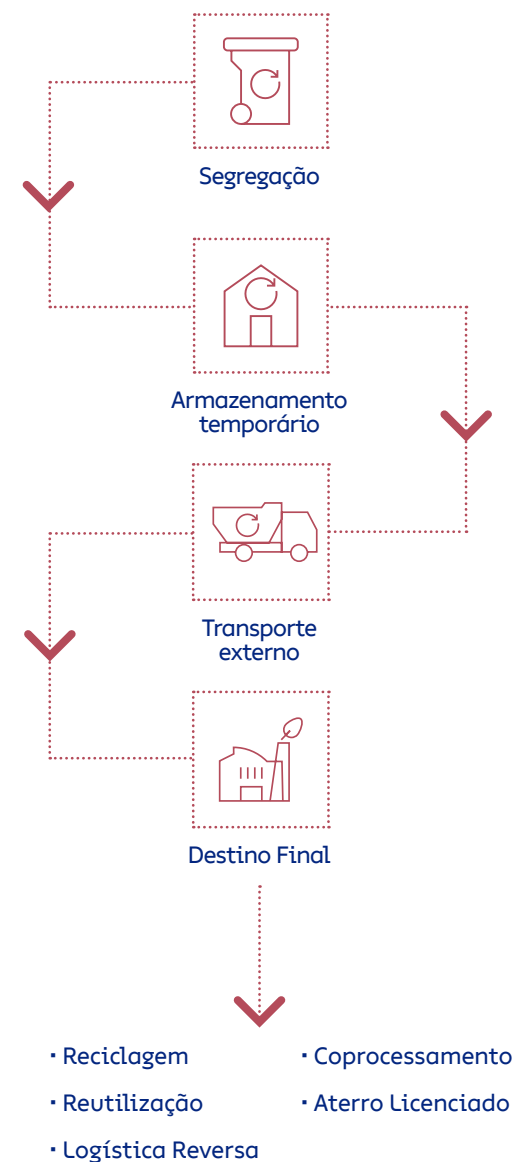 Segregação
Armazenamento
temporário
Transporte
externo
Destino Final
· Reciclagem
· Reutilização
· Logística Reversa
· Coprocessamento
· Aterro Licenciado